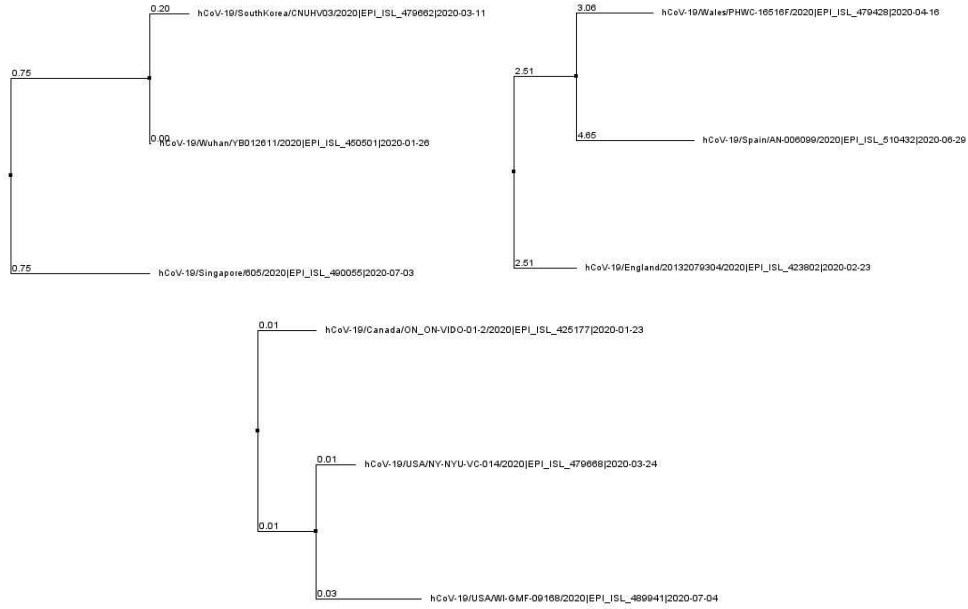 0.20 hCoV-19/SouthKorea/CNUHV03/2020|EPI_ISL_479662|2020-03-11
0.75
0.00 hCoV-19/Wuhan/YB012611/2020|EPI_ISL_450501|2020-01-26
0.75 hCoV-19/Singapore/605/2020|EPI_ISL_490055|2020-07-03
3.06 hCoV-19/Wales/PHWC-16516F/2020|EPI_ISL_479428|2020-04-16
2.51
4.65 hCoV-19/Spain/AN-006099/2020|EPI_ISL_510432|2020-06-29
2.51 hCoV-19/England/20132079304/2020|EPI_ISL_423802|2020-02-23
0.01 hCoV-19/Canada/ON_ON-VIDO-01-2/2020|EPI_ISL_425177|2020-01-23
0.01 hCoV-19/USA/NY-NYU-VC-014/2020|EPI_ISL_479668|2020-03-24
0.01
0.03 hCoV-19/USA/WI-GMF-09168/2020|EPI_ISL_489941|2020-07-04